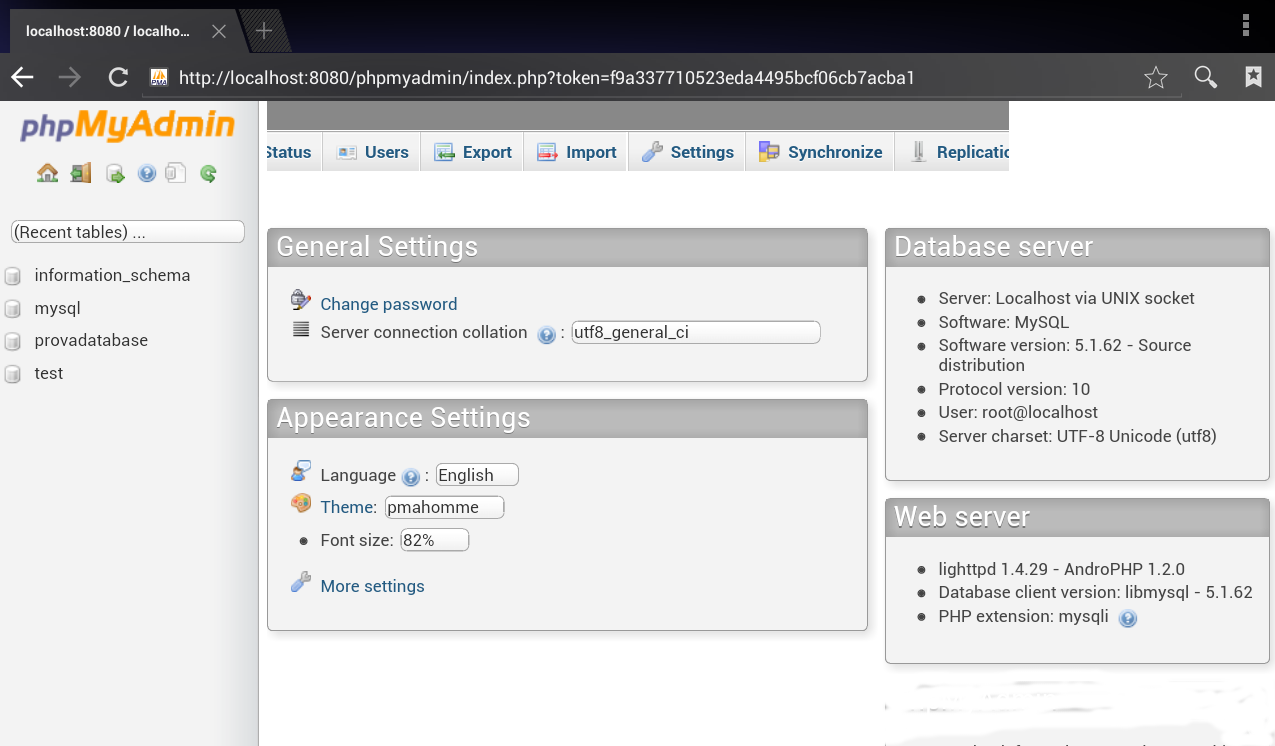 localhost:8080 / localho...
http://localhost:8080/phpmyadmin/index.php?token=f9a337710523eda4495bcf06cb7acba1
phpMyAdmin
(Recent tables) ...
information_schema
mysql
provadatabase
test
Status Users Export Import Settings Synchronize Replicatio
General Settings
Change password
Server connection collation : utf8_general_ci
Appearance Settings
Language : English
Theme: pmahomme
Font size: 82%
More settings
Database server
Server: Localhost via UNIX socket
Software: MySQL
Software version: 5.1.62 - Source
distribution
Protocol version: 10
User: root@localhost
Server charset: UTF-8 Unicode (utf8)
Web server
lighttpd 1.4.29 - AndroPHP 1.2.0
Database client version: libmysql - 5.1.62
PHP extension: mysqli